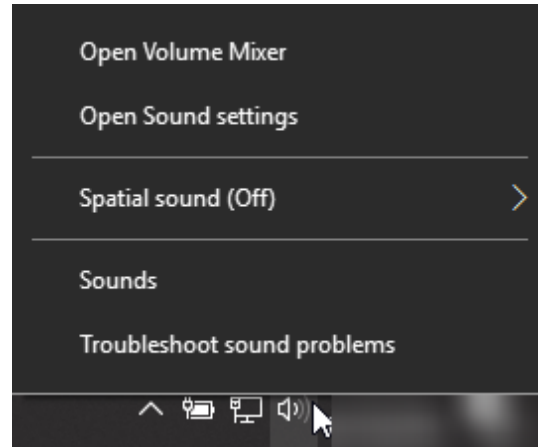 Open Volume Mixer
Open Sound settings
Spatial sound (Off)
Sounds
Troubleshoot sound problems